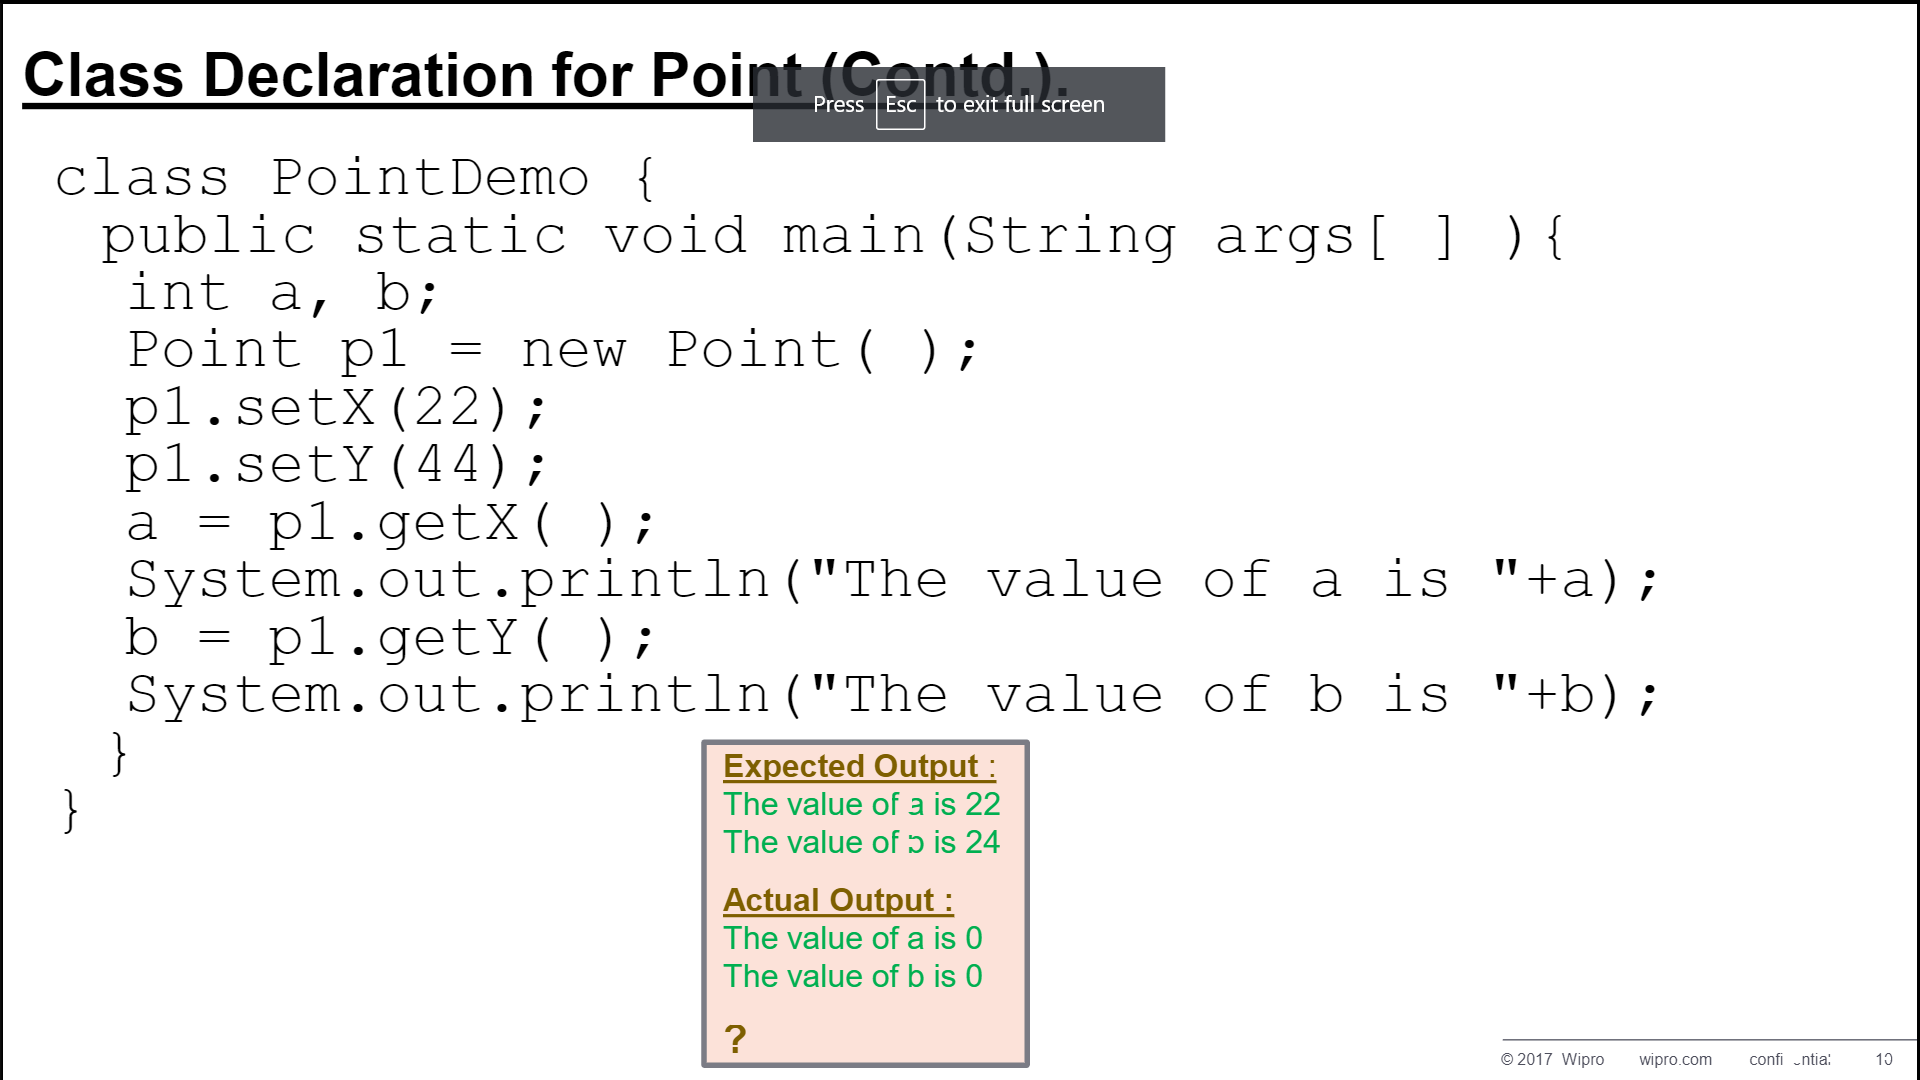 Class Declaration for Point (Contd.).
Press Esc to exit full screen
class PointDemo {
public static void main(String args[ ] ){
int a, b;
Point p1 = new Point( );
p1.setX(22);
p1.setY(44);
a = p1.getX( );
System.out.println("The value of a is "+a);
b = p1.getY( );
System.out.println("The value of b is "+b);
}
}
Expected Output :
The value of a is 22
The value of b is 24
Actual Output :
The value of a is 0
The value of b is 0
?
© 2017 Wipro wipro.com confidential 10